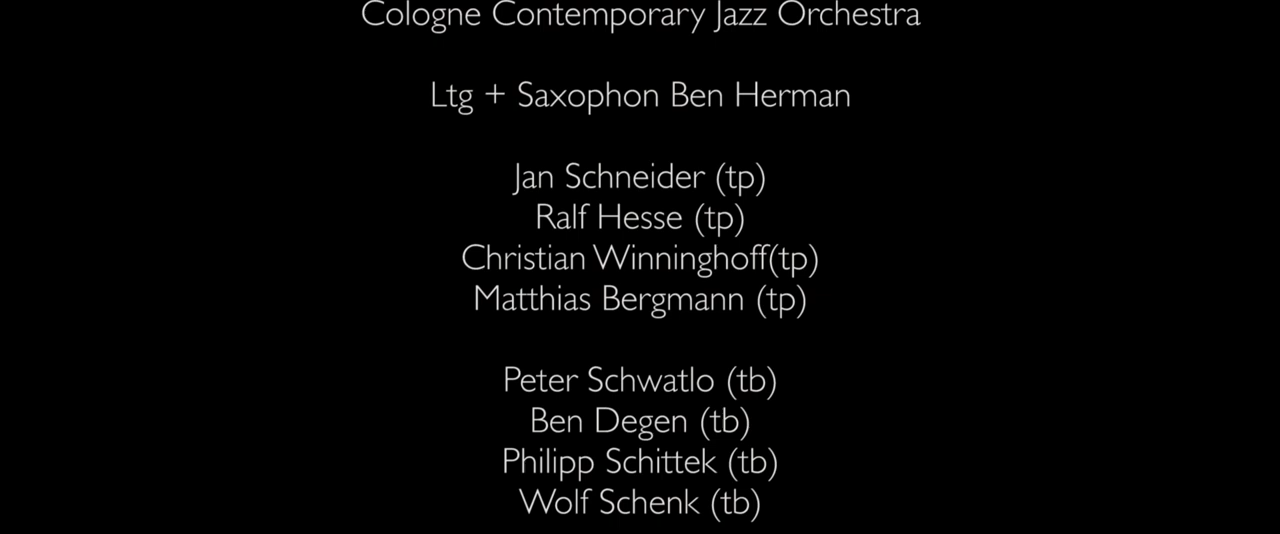 Cologne Contemporary Jazz Orchestra
Ltg + Saxophon Ben Herman
Jan Schneider (tp)
Ralf Hesse (tp)
Christian Winninghoff(tp)
Matthias Bergmann (tp)
Peter Schwatlo (tb)
Ben Degen (tb)
Philipp Schittek (tb)
Wolf Schenk (tb)